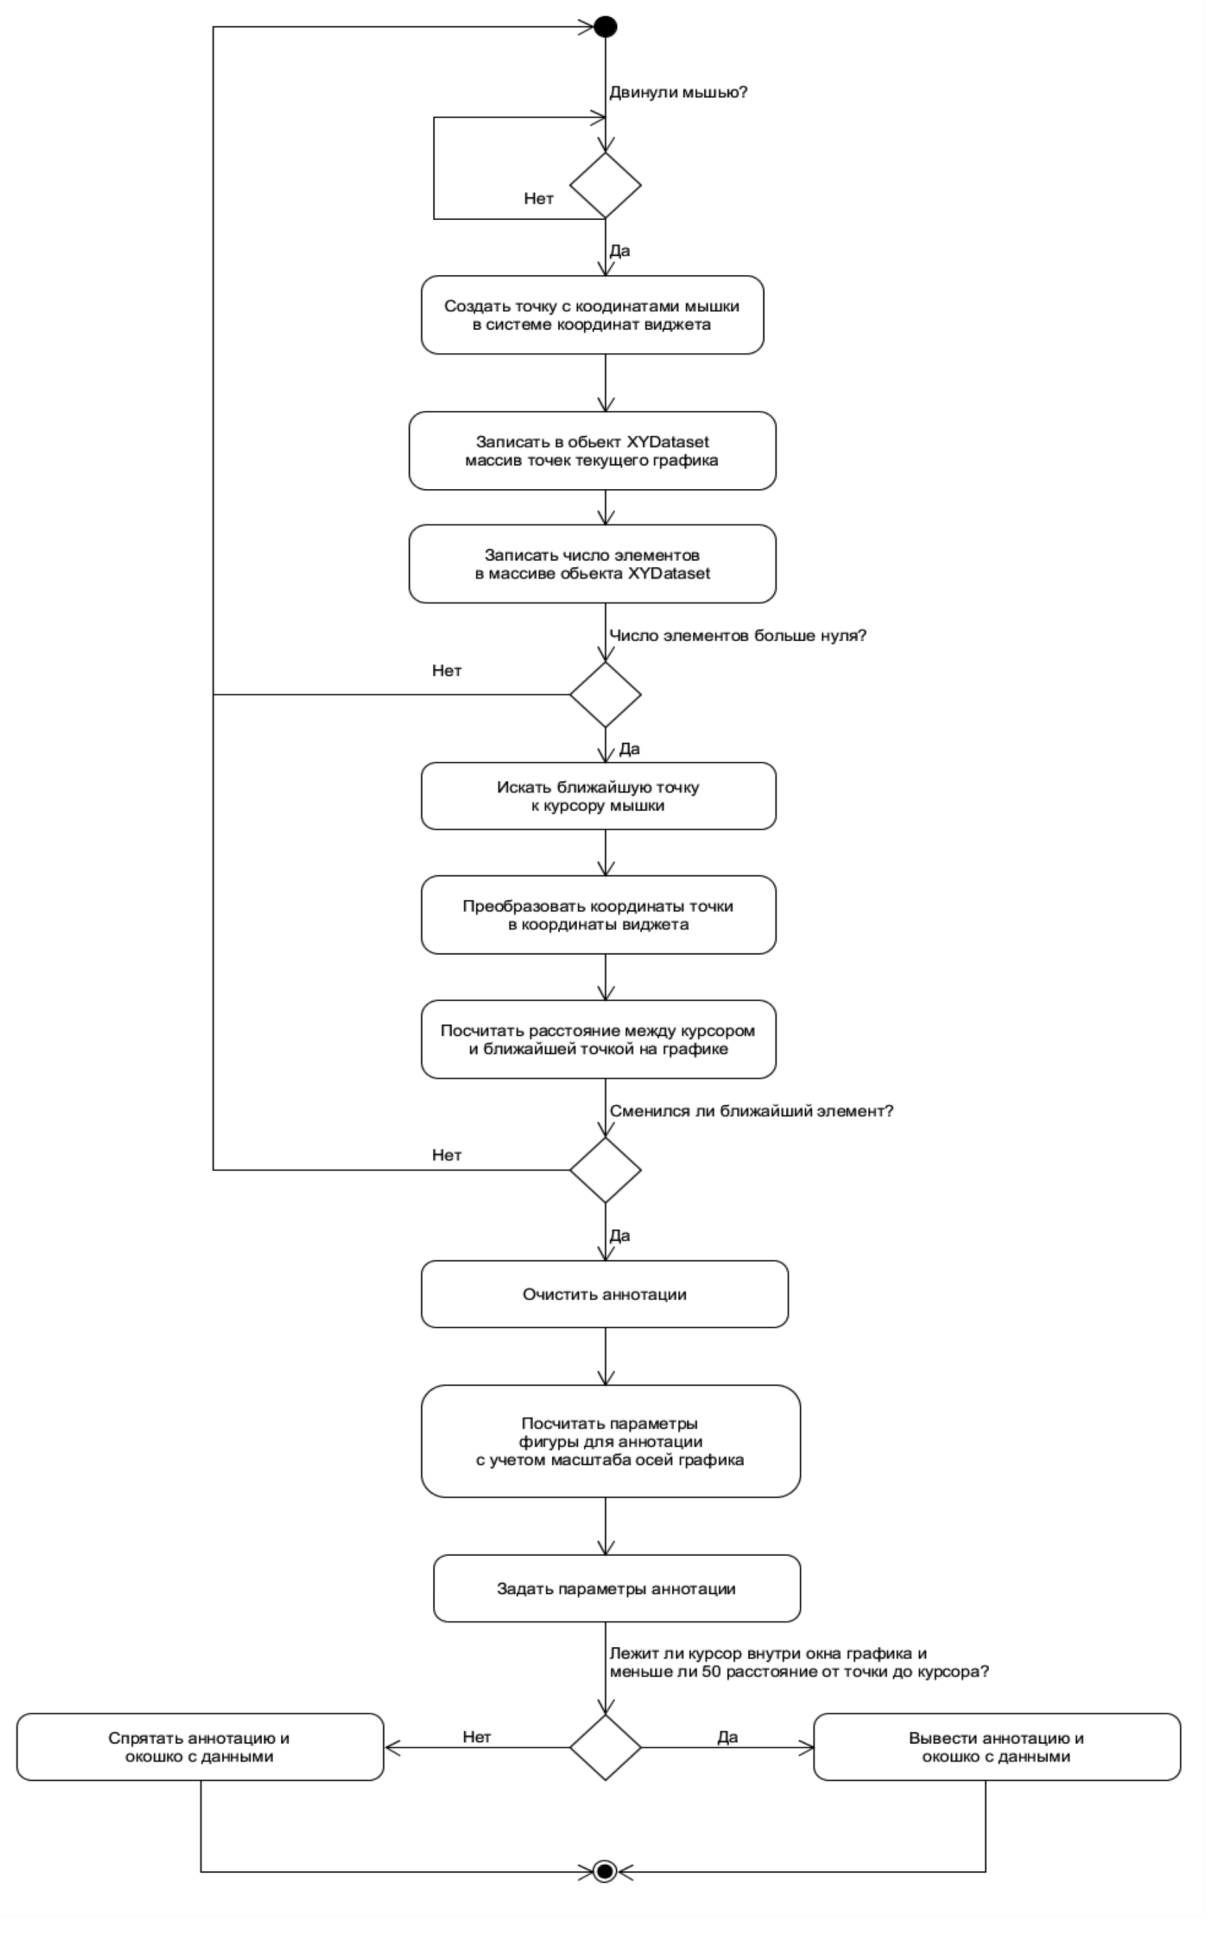 Двинули мышью?
Нет
Да
Создать точку с коодинатами мышки
в системе координат виджета
Записать в обьект XYDataset
массив точек текущего графика
Записать число элементов
в массиве обьекта XYDataset
Число элементов больше нуля?
Нет
Да
Искать ближайшую точку
к курсору мышки
Преобразовать координаты точки
в координаты виджета
Посчитать расстояние между курсором
и ближайшей точкой на графике
Сменился ли ближайший элемент?
Нет
Да
Очистить аннотации
Посчитать параметры
фигуры для аннотации
с учетом масштаба осей графика
Задать параметры аннотации
Лежит ли курсор внутри окна графика и
меньше ли 50 расстояние от точки до курсора?
Нет
Да
Спрятать аннотацию и
окошко с данными
Вывести аннотацию и
окошко с данными